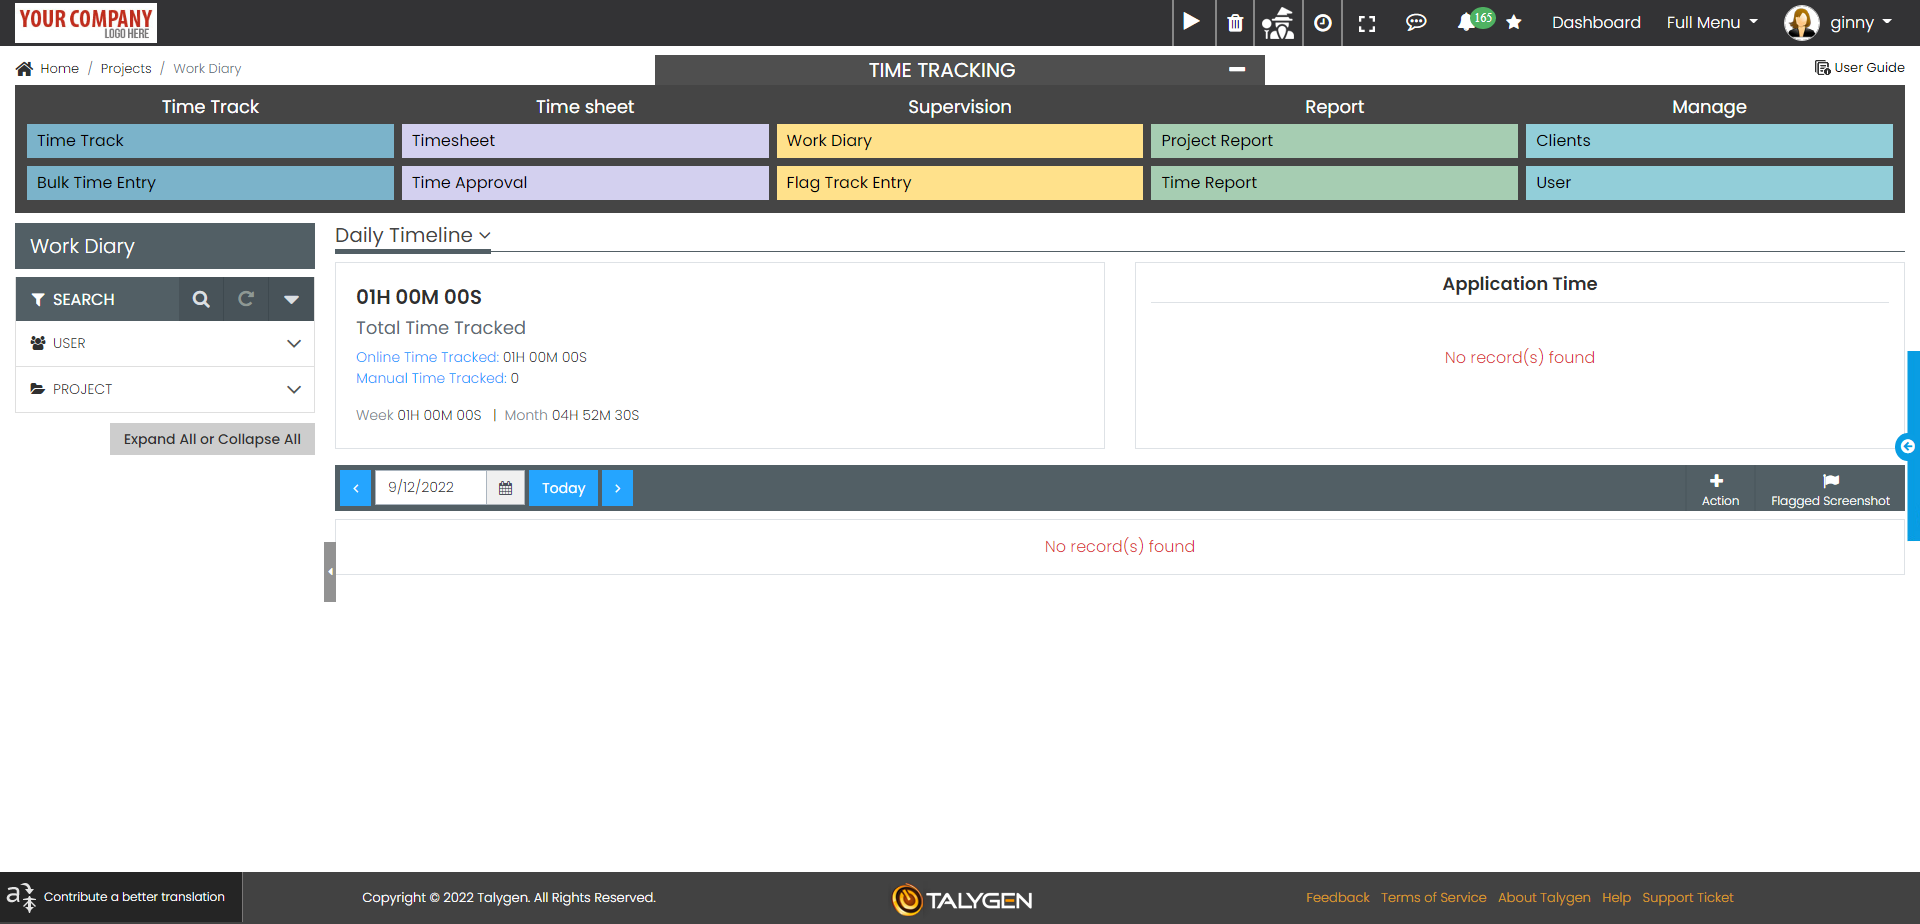 YOUR COMPANY
LOGO HERE
165
Dashboard
Full Menu
ginny
Home / Projects / Work Diary
TIME TRACKING
User Guide
Time Track
Time sheet
Supervision
Report
Manage
Time Track
Timesheet
Work Diary
Project Report
Clients
Bulk Time Entry
Time Approval
Flag Track Entry
Time Report
User
Work Diary
SEARCH
USER
PROJECT
Expand All or Collapse All
Daily Timeline
01H 00M 00S
Total Time Tracked
Online Time Tracked: 01H 00M 00S
Manual Time Tracked: 0
Week 01H 00M 00S | Month 04H 52M 30S
Application Time
No record(s) found
9/12/2022
Today
Action
Flagged Screenshot
No record(s) found
Contribute a better translation
Copyright © 2022 Talygen. All Rights Reserved.
TALYGEN
Feedback Terms of Service About Talygen Help Support Ticket